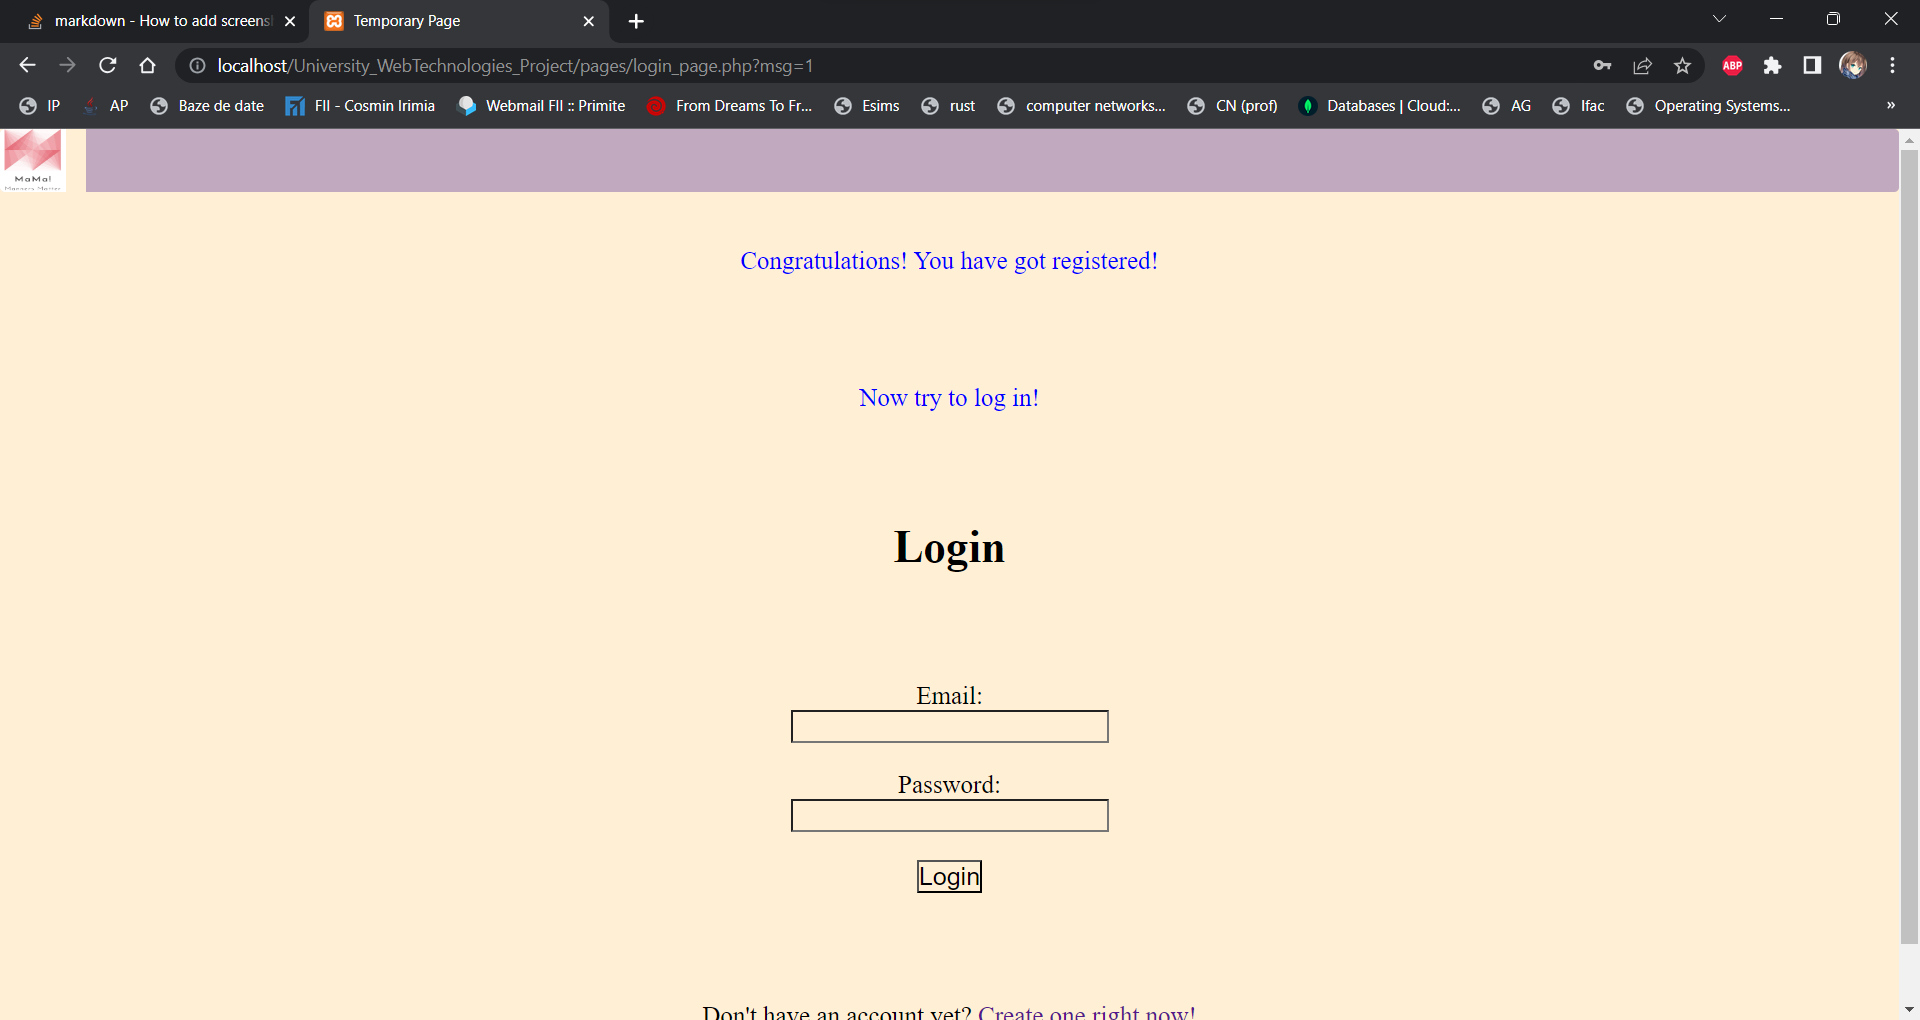 markdown - How to add screens
Temporary Page
localhost/University_WebTechnologies_Project/pages/login_page.php?msg=1
ABP
IP AP Baze de date FII - Cosmin Irimia Webmail FII :: Primite From Dreams To Fr... Esims rust computer networks... CN (prof) Databases | Cloud:... AG Ifac Operating Systems... »
MaMa!
Congratulations! You have got registered!
Now try to log in!
Login
Email:
Password:
Login
Don't have an account yet? Create one right now!